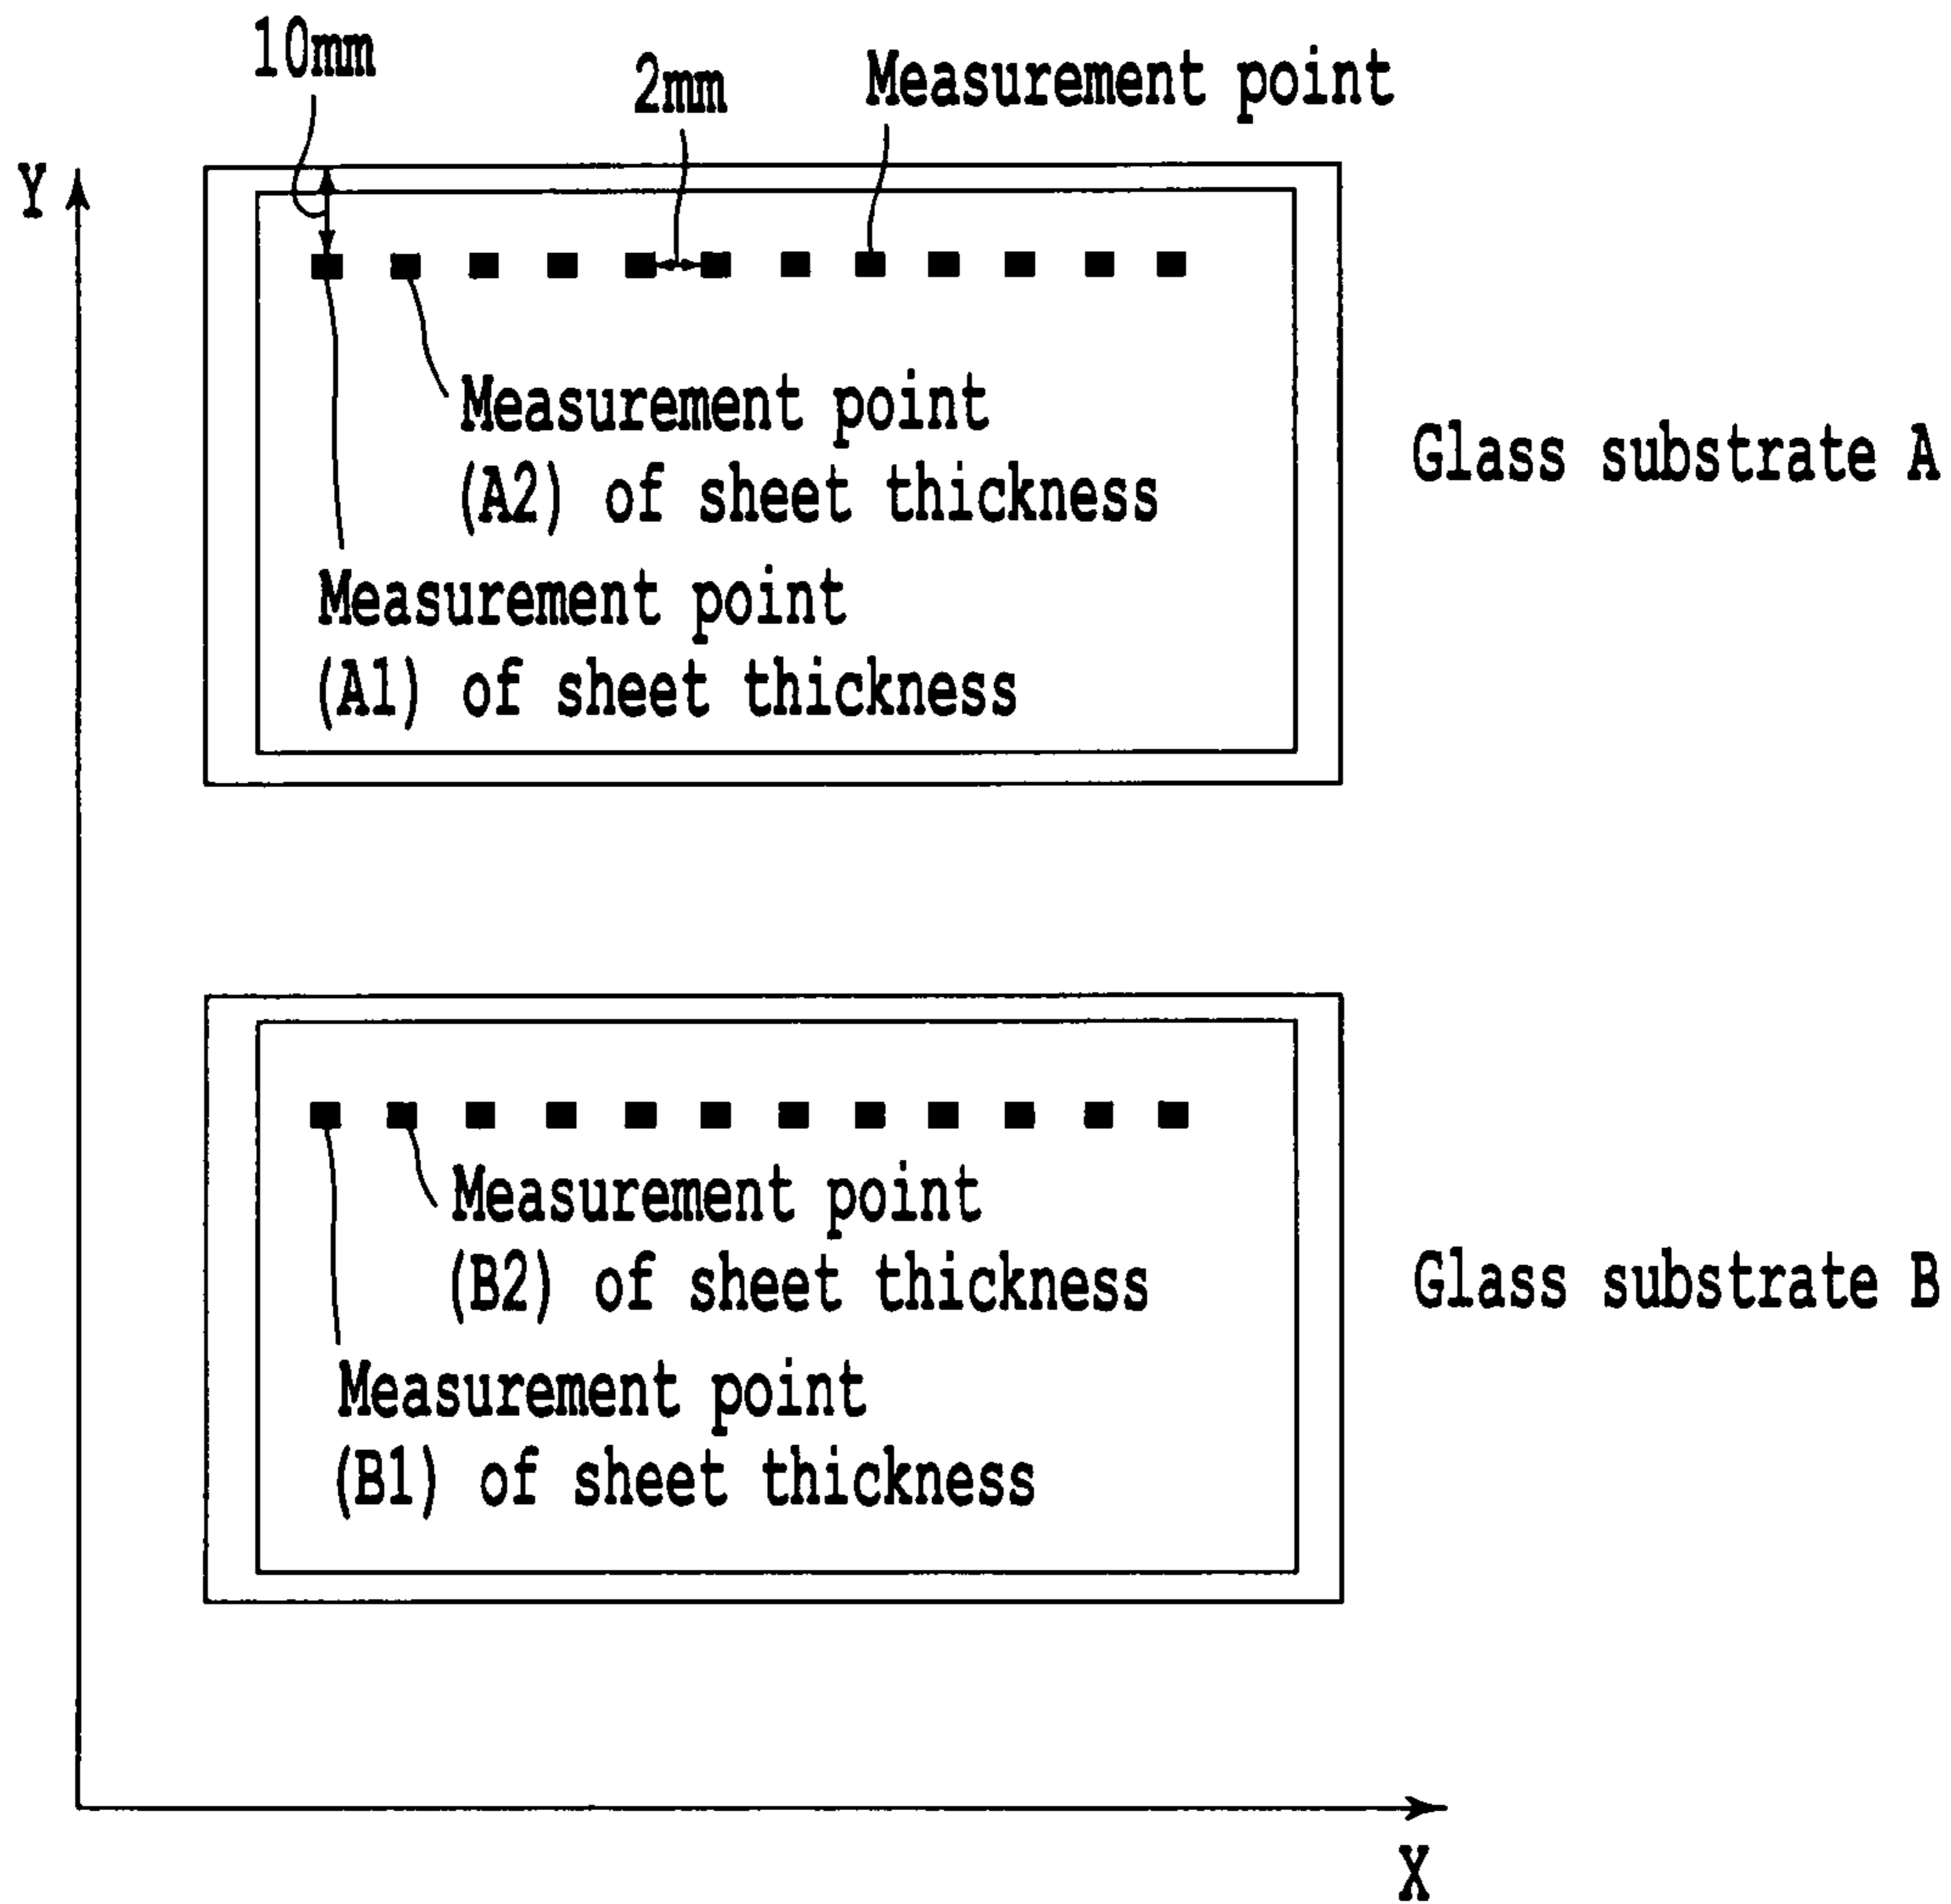 10mm
2mm
Measurement point
Y
Measurement point
(A2) of sheet thickness
Glass substrate A
Measurement point
(A1) of sheet thickness
Measurement point
(B2) of sheet thickness
Glass substrate B
Measurement point
(B1) of sheet thickness
X